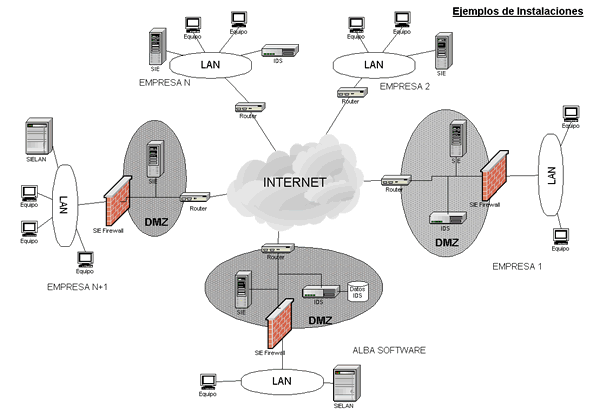 Ejemplos de Instalaciones
Equipo
Equipo
SIE
LAN
IDS
EMPRESA N
Router
Equipo
Equipo
LAN
SIE
EMPRESA 2
Router
SIELAN
LAN
Equipo
Equipo
Equipo
SIE Firewall
SIE
DMZ
Router
EMPRESA N+1
INTERNET
Router
SIE
IDS
DMZ
SIE Firewall
LAN
Equipo
Equipo
EMPRESA 1
Router
SIE
IDS
Datos
IDS
DMZ
SIE Firewall
ALBA SOFTWARE
Equipo
LAN
SIELAN